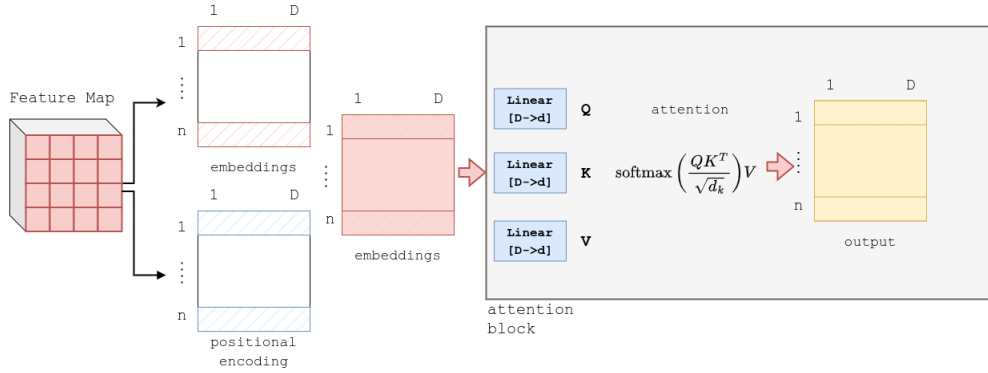 Feature Map
1 D
1
⋮
n
embeddings
1 D
1
⋮
n
positional
encoding
1 D
1
⋮
n
embeddings
Linear
[D->d]
Q
Linear
[D->d]
K
Linear
[D->d]
V
attention
softmax(QK^T/√d_k)V
1 D
1
⋮
n
output
attention
block